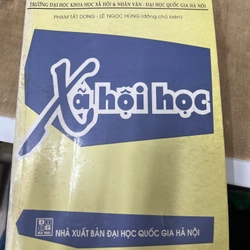 TRƯỜNG ĐẠI HỌC KHOA HỌC XÃ HỘI & NHÂN VĂN - ĐẠI HỌC QUỐC GIA HÀ NỘI
PHẠM TẤT DONG - LÊ NGỌC HÙNG (đồng chủ biên)
Xã hội học
NHÀ XUẤT BẢN ĐẠI HỌC QUỐC GIA HÀ NỘI